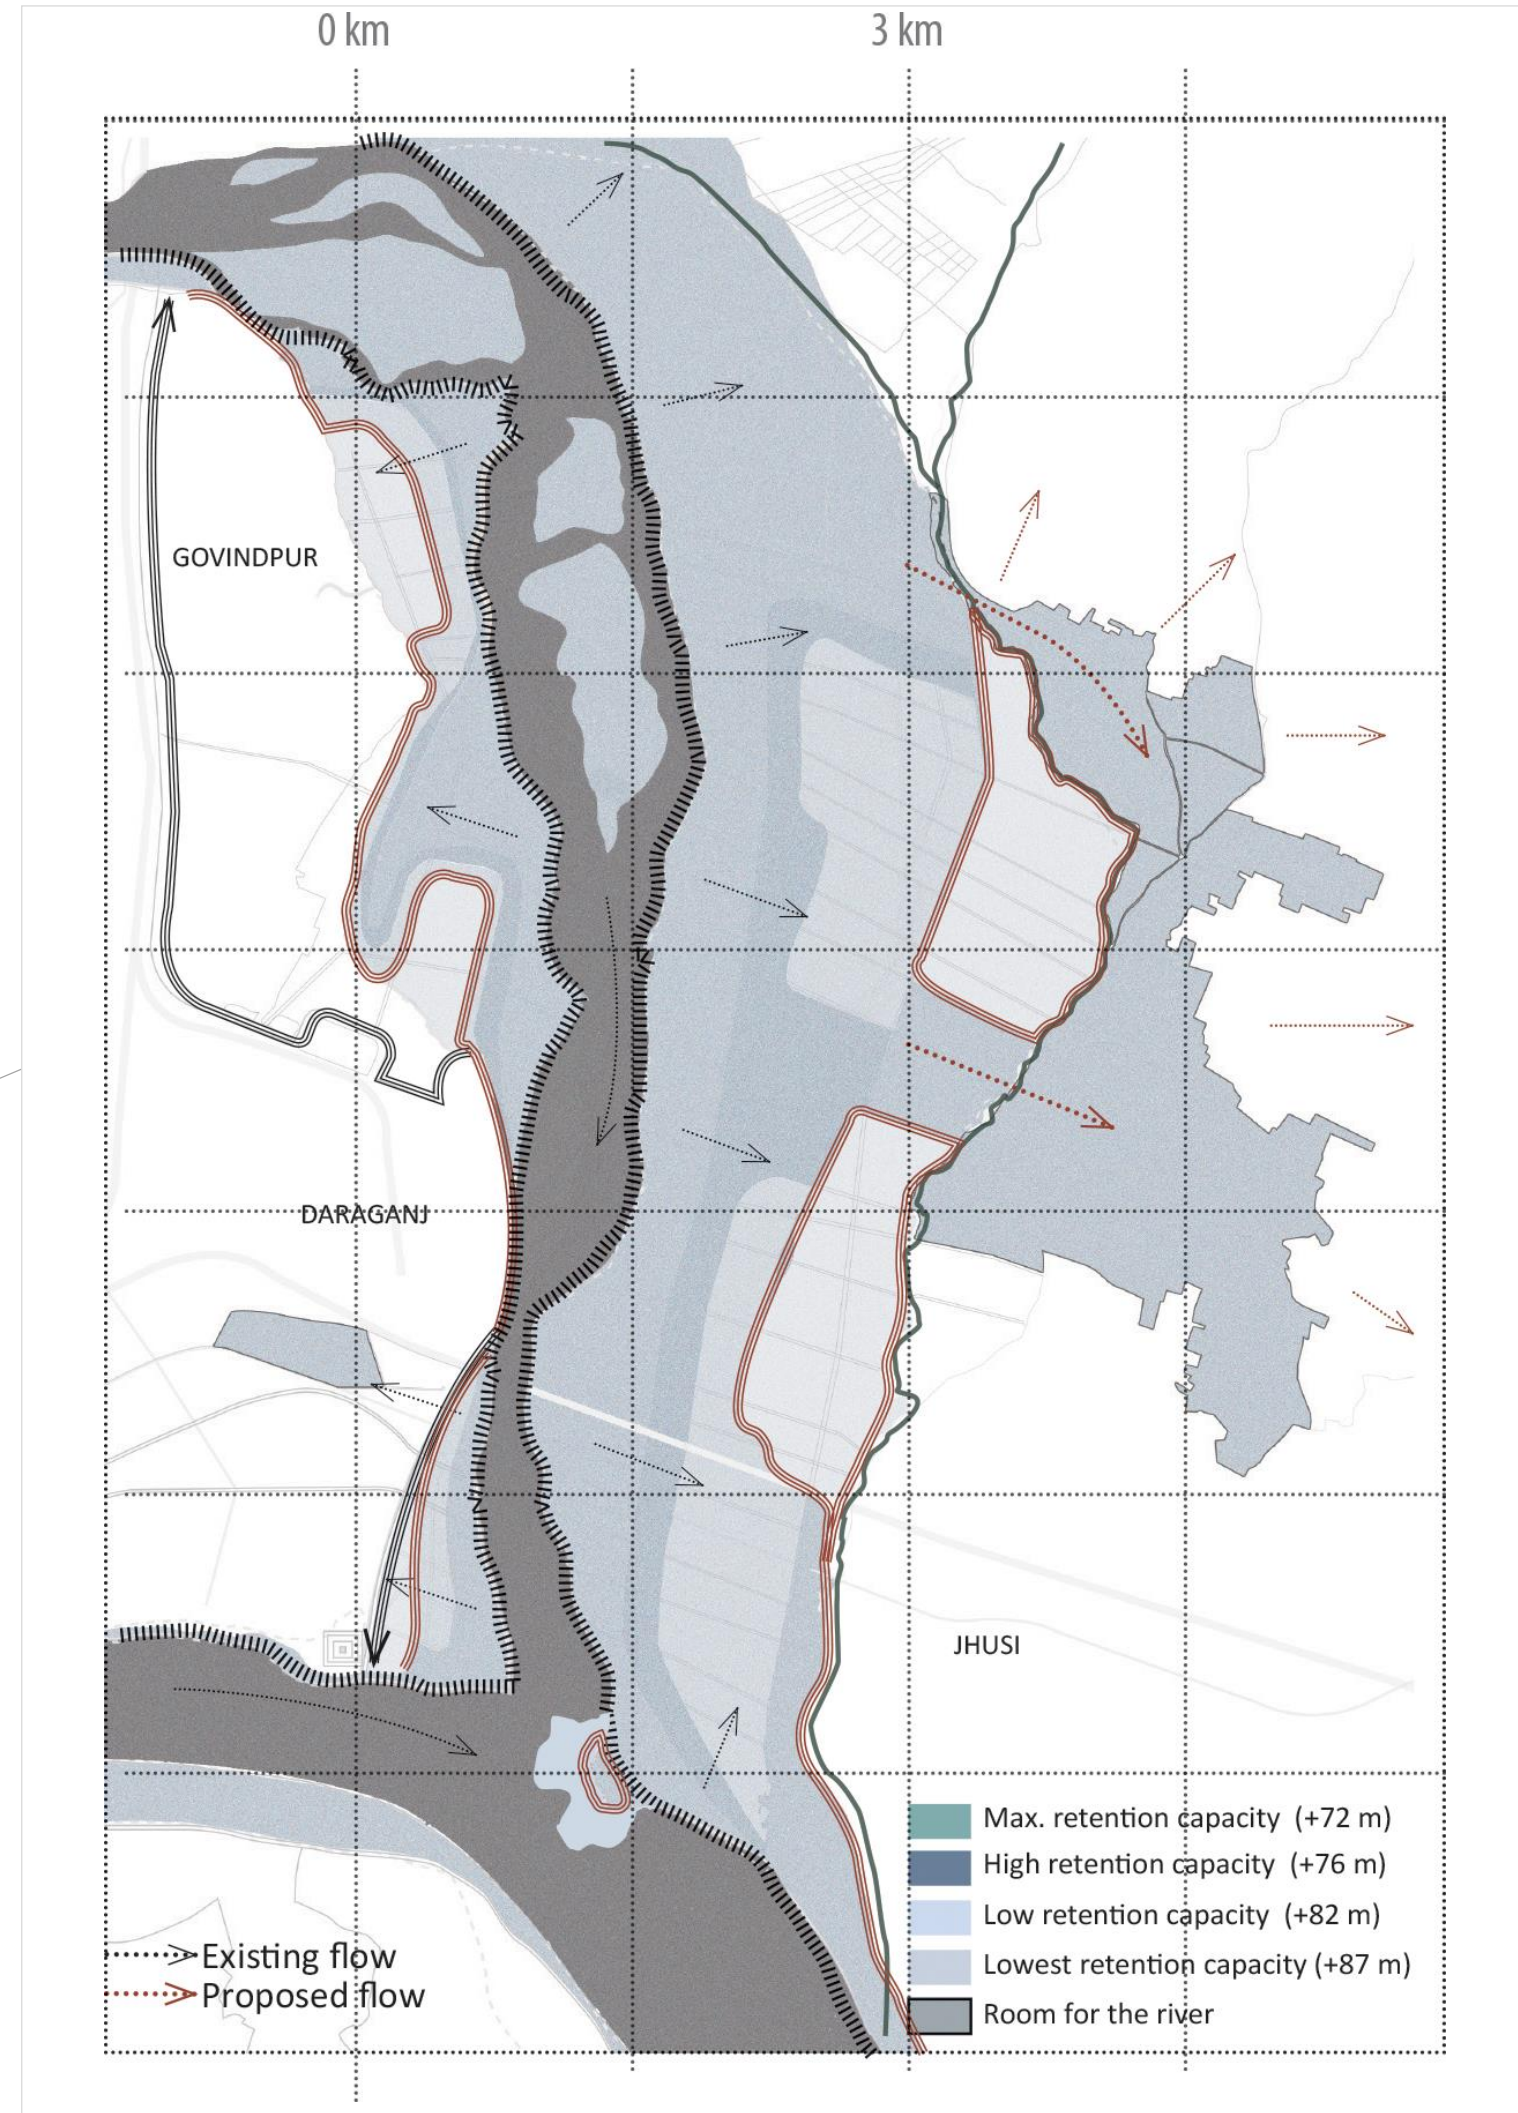 0 km
3 km
GOVINDPUR
DARAGANJ
JHUSI
Max. retention capacity (+72 m)
High retention capacity (+76 m)
Low retention capacity (+82 m)
Lowest retention capacity (+87 m)
Room for the river
Existing flow
Proposed flow